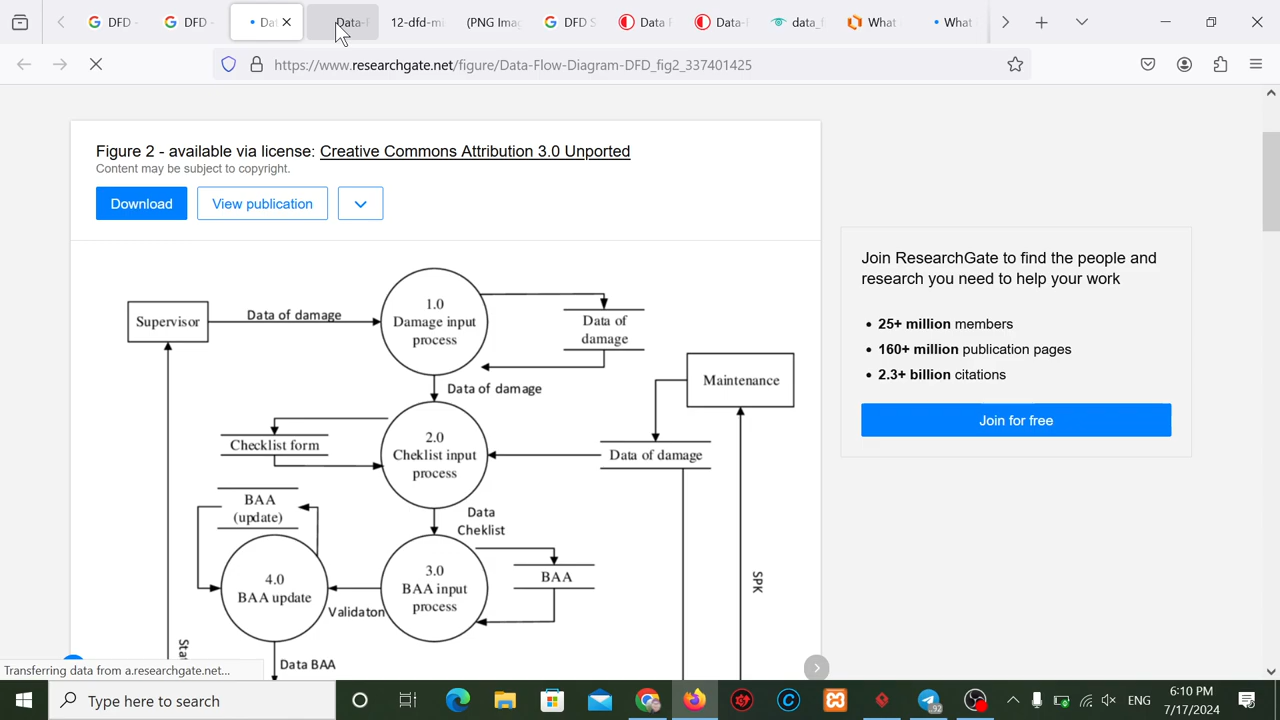 DFD
DFD
Da
Data-F
12-dfd-mi
(PNG Imag
DFD S
Data F
Data-
data_f
What
What
https://www.researchgate.net/figure/Data-Flow-Diagram-DFD_fig2_337401425
Figure 2 - available via license: Creative Commons Attribution 3.0 Unported
Content may be subject to copyright.
Download
View publication
Join ResearchGate to find the people and
research you need to help your work
25+ million members
160+ million publication pages
2.3+ billion citations
Join for free
Supervisor
Data of damage
1.0
Damage input
process
Data of
damage
Maintenance
Data of damage
Checklist form
2.0
Cheklist input
process
Data of damage
BAA
(update)
Data
Cheklist
4.0
BAA update
3.0
BAA input
process
BAA
SPK
Validaton
Data BAA
Transferring data from a.researchgate.net...
Type here to search
92
ENG
6:10 PM
7/17/2024